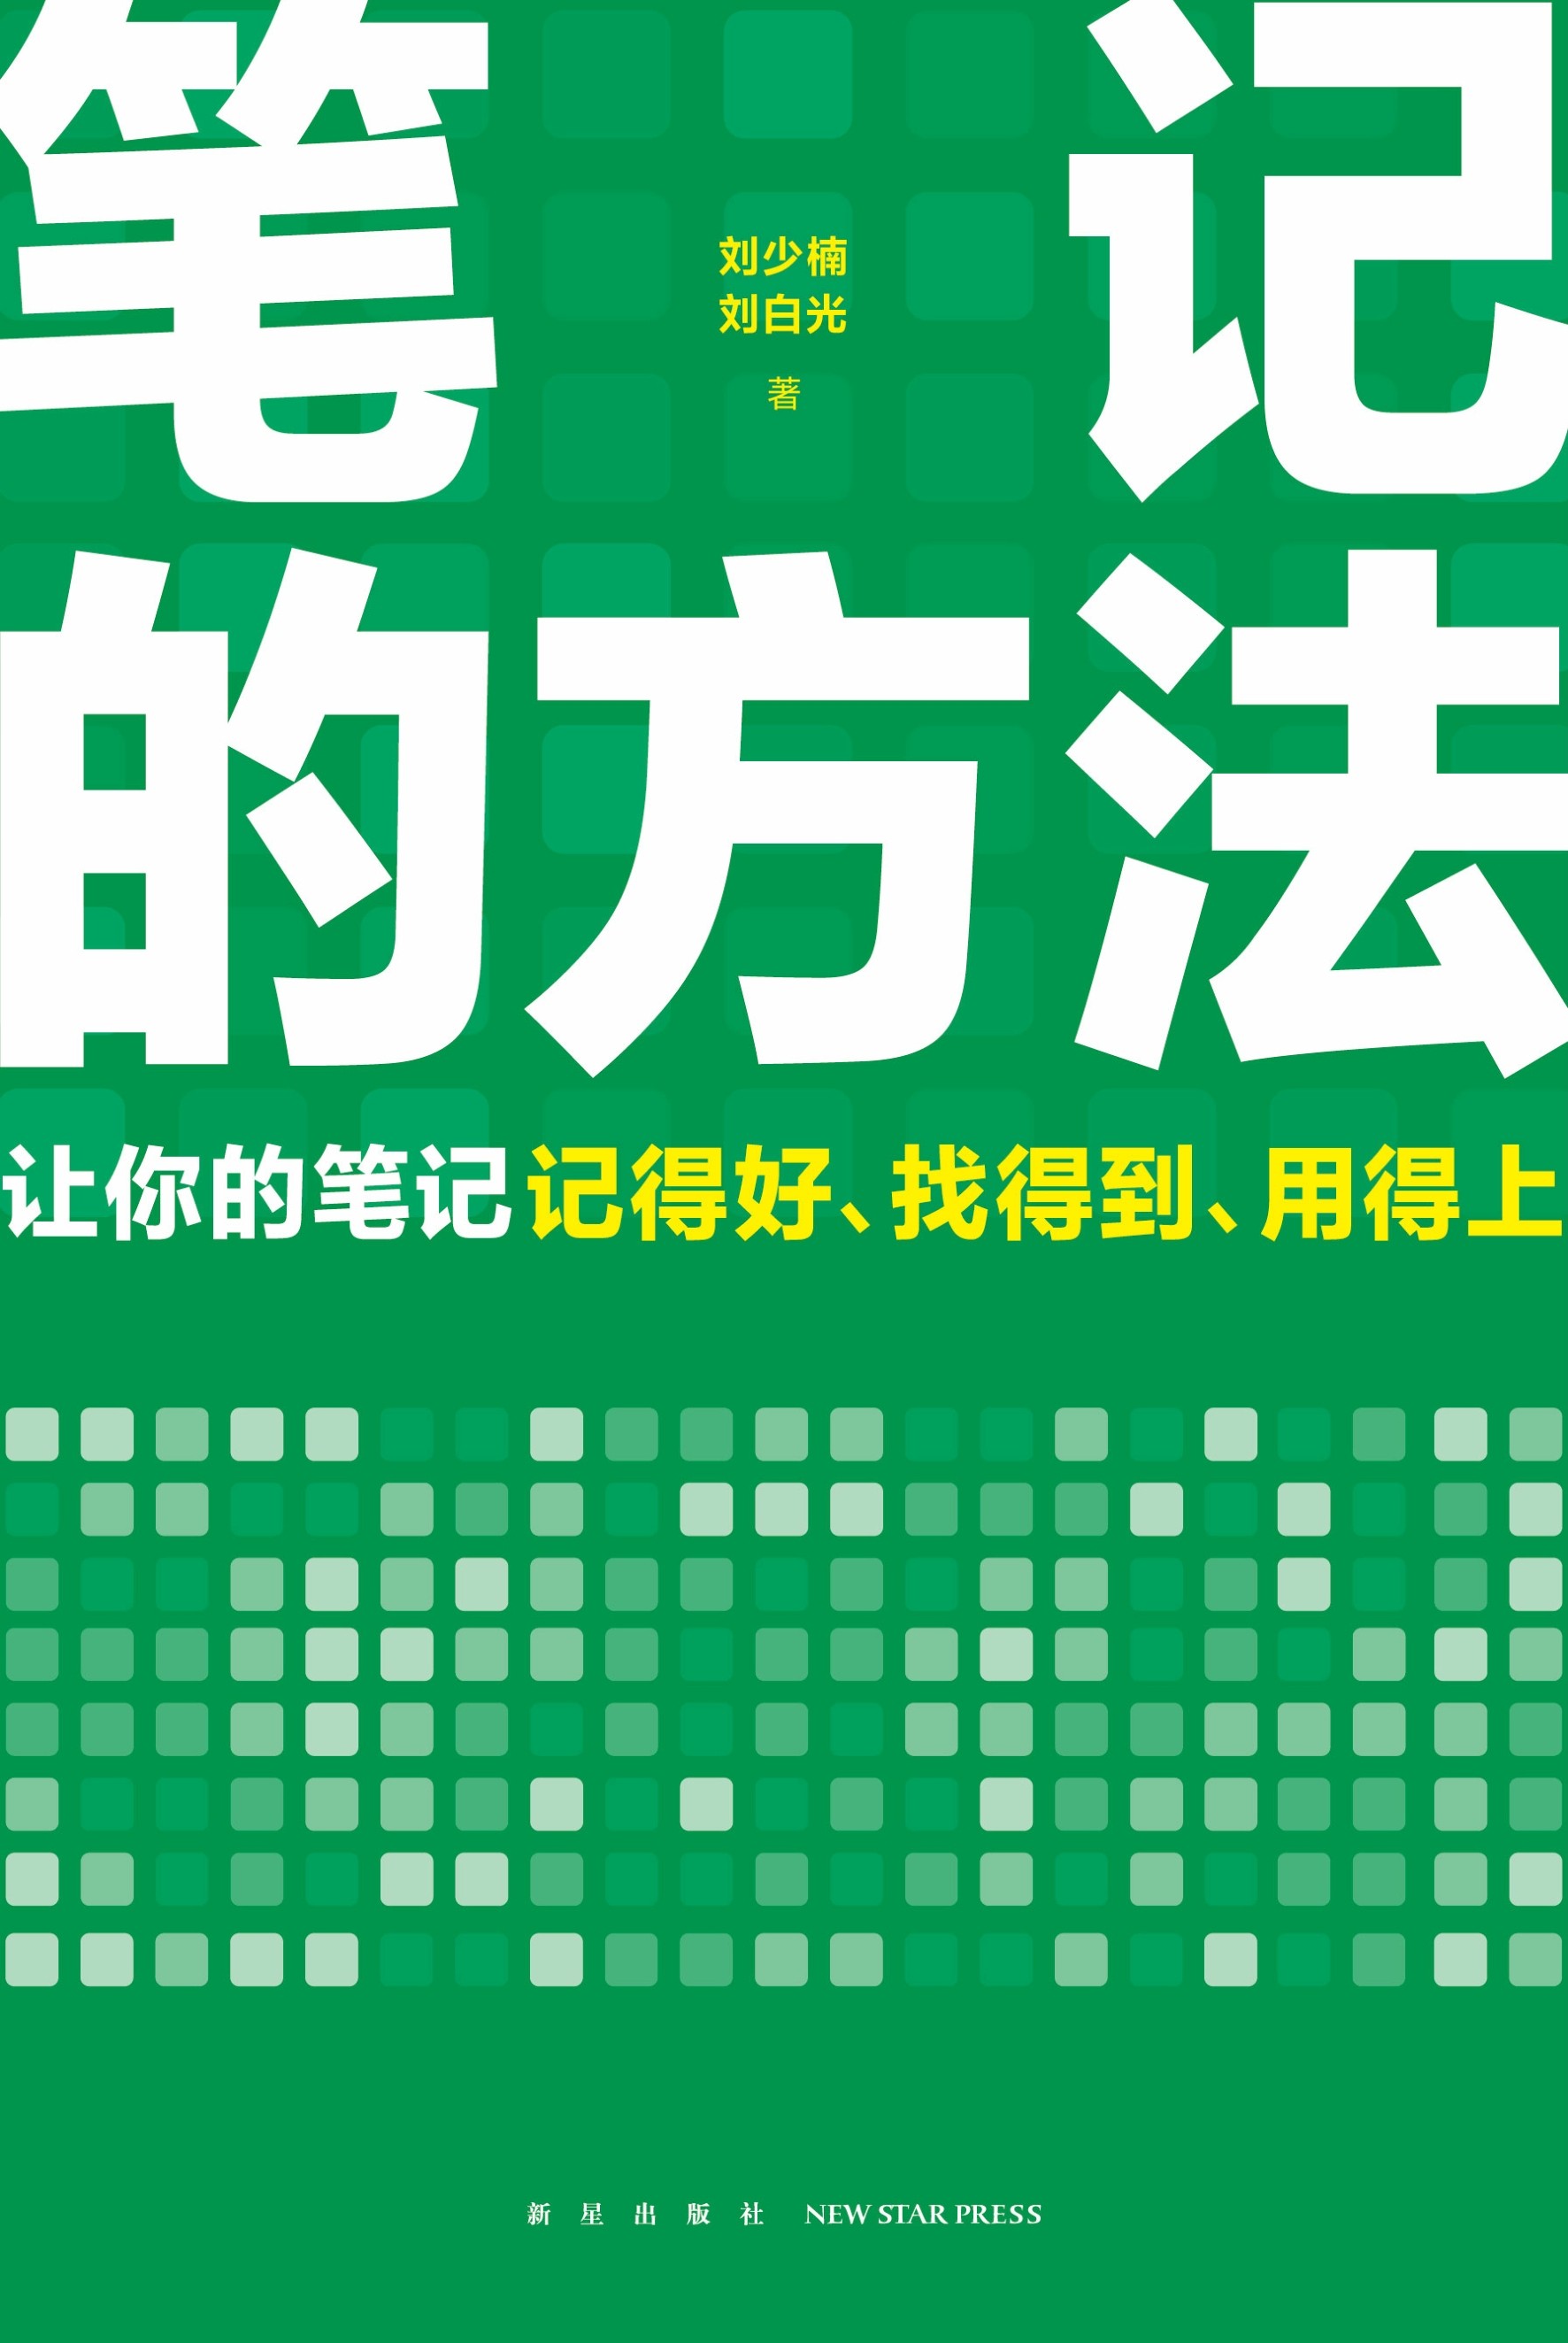 笔记
刘少楠
刘白光
著
的方法
让你的笔记记得好、找得到、用得上
新星出版社 NEW STAR PRESS